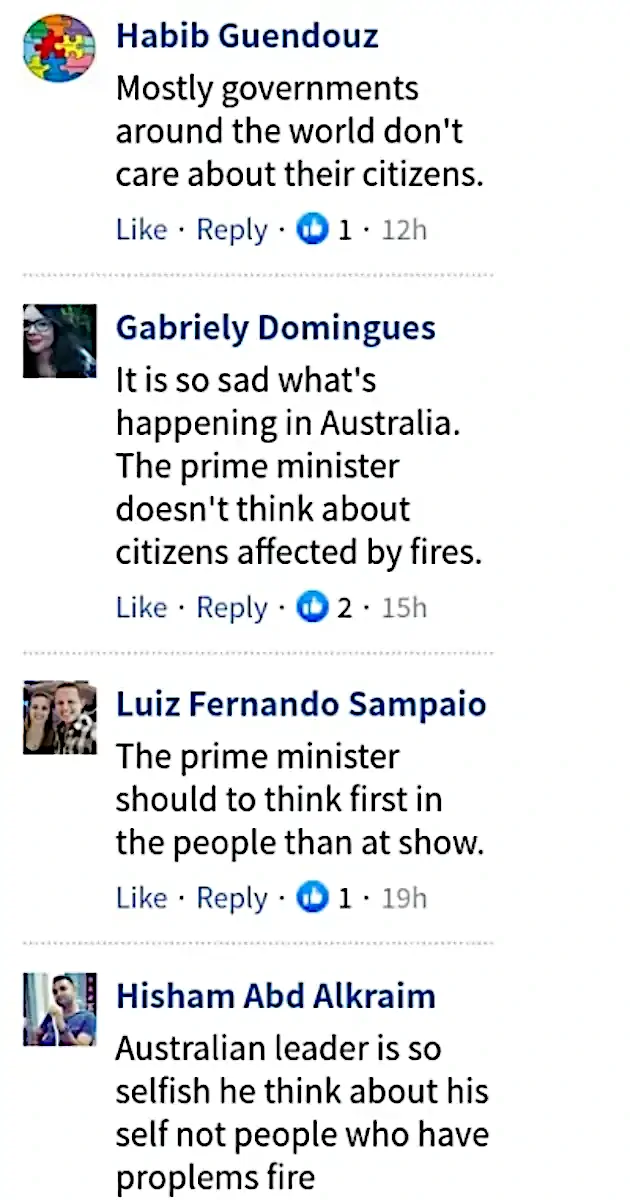 Habib Guendouz
Mostly governments
around the world don't
care about their citizens.
Like · Reply · 1 · 12h
Gabriely Domingues
It is so sad what's
happening in Australia.
The prime minister
doesn't think about
citizens affected by fires.
Like · Reply · 2 · 15h
Luiz Fernando Sampaio
The prime minister
should to think first in
the people than at show.
Like · Reply · 1 · 19h
Hisham Abd Alkraim
Australian leader is so
selfish he think about his
self not people who have
proplems fire